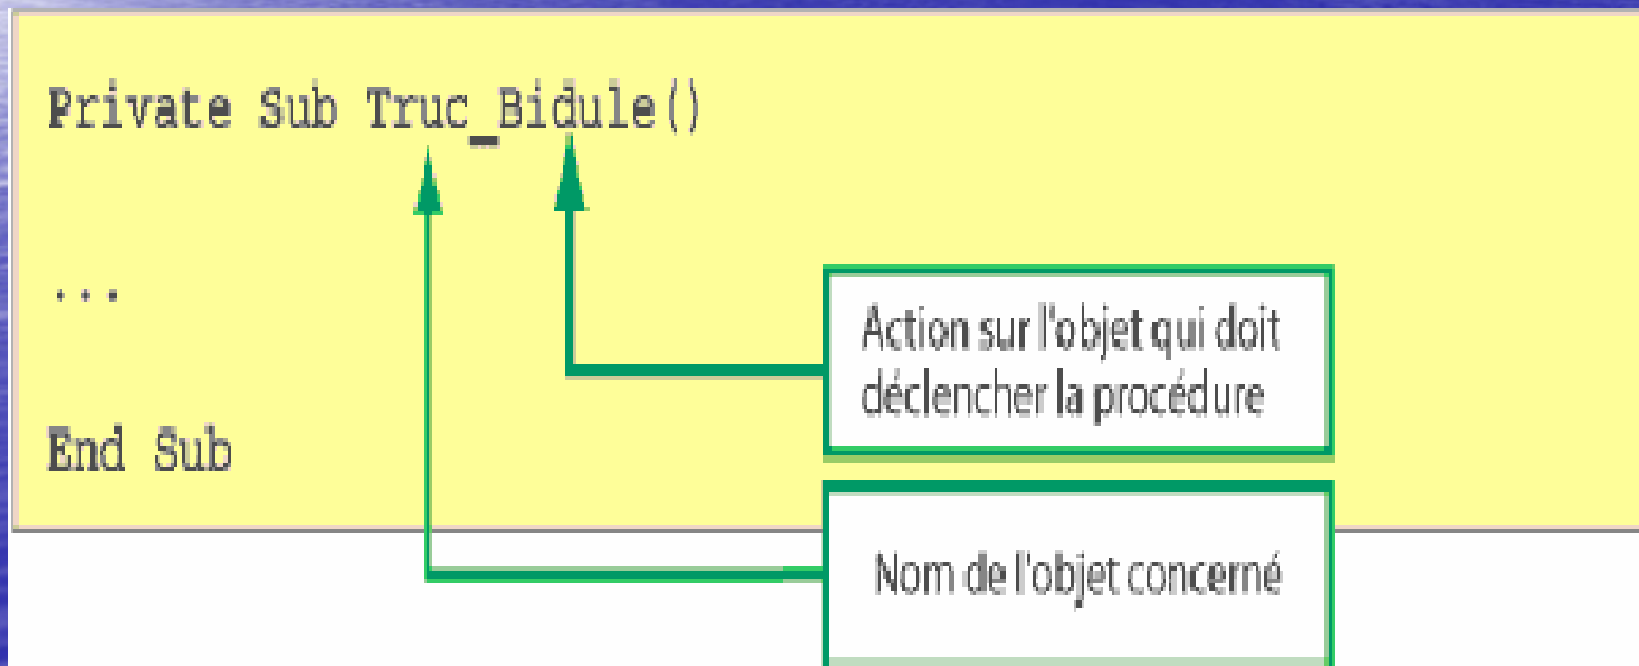 Private Sub Truc_Bidule()
...
End Sub
Action sur l'objet qui doit
déclencher la procédure
Nom de l'objet concerné